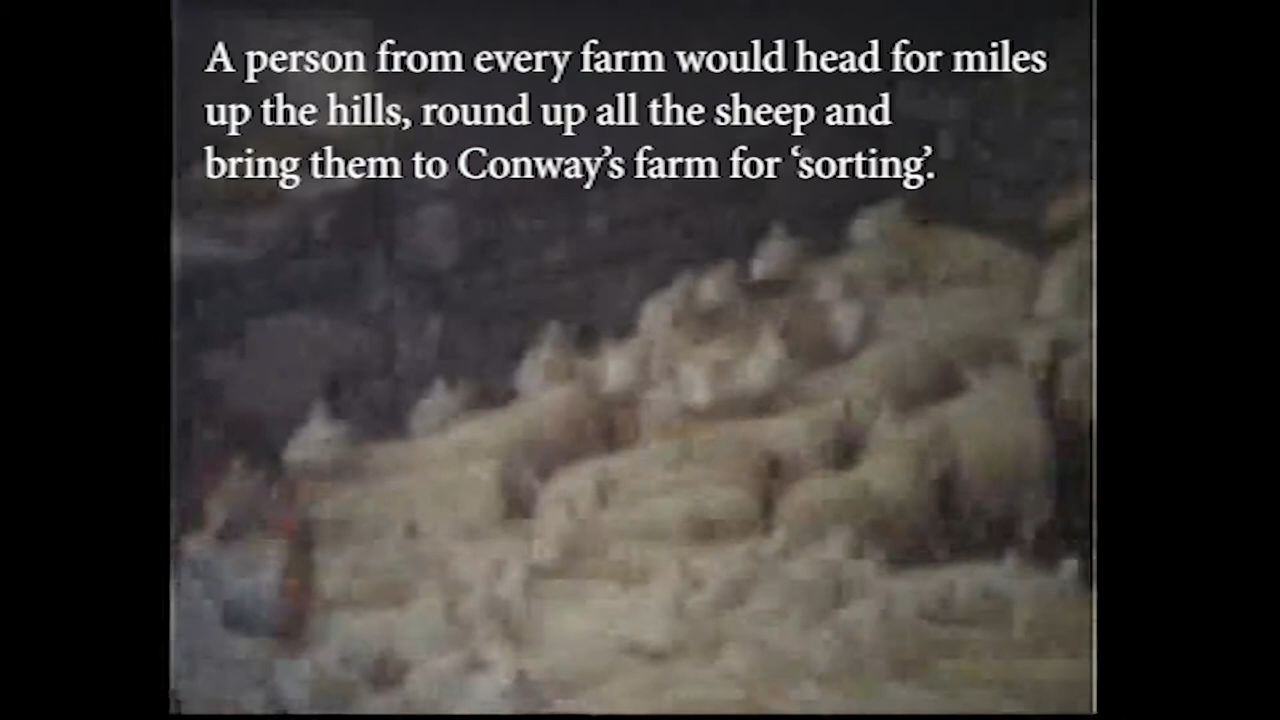 A person from every farm would head for miles
up the hills, round up all the sheep and
bring them to Conway’s farm for ‘sorting’.